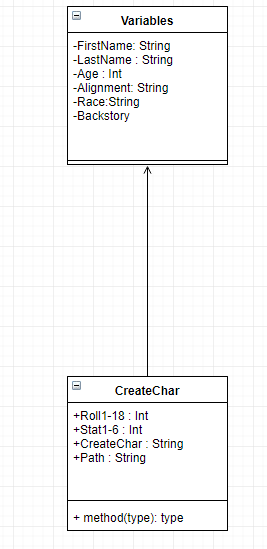 Variables
-FirstName: String
-LastName : String
-Age : Int
-Alignment: String
-Race:String
-Backstory
CreateChar
+Roll1-18 : Int
+Stat1-6 : Int
+CreateChar : String
+Path : String
+ method(type): type